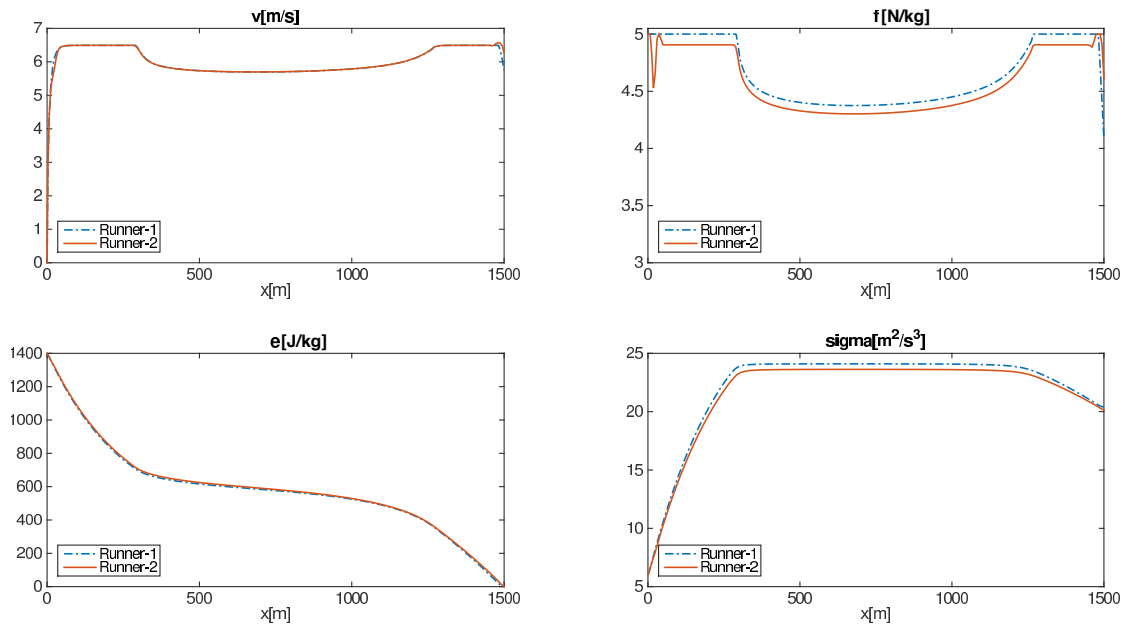 v[m/s]
7
6
5
4
3
2
1
0
0
500
1000
1500
x[m]
Runner-1
Runner-2
f[N/kg]
5
4.5
4
3.5
3
0
500
1000
1500
x[m]
Runner-1
Runner-2
e[J/kg]
1400
1200
1000
800
600
400
200
0
0
500
1000
1500
x[m]
Runner-1
Runner-2
sigma[m²/s³]
25
20
15
10
5
0
500
1000
1500
x[m]
Runner-1
Runner-2